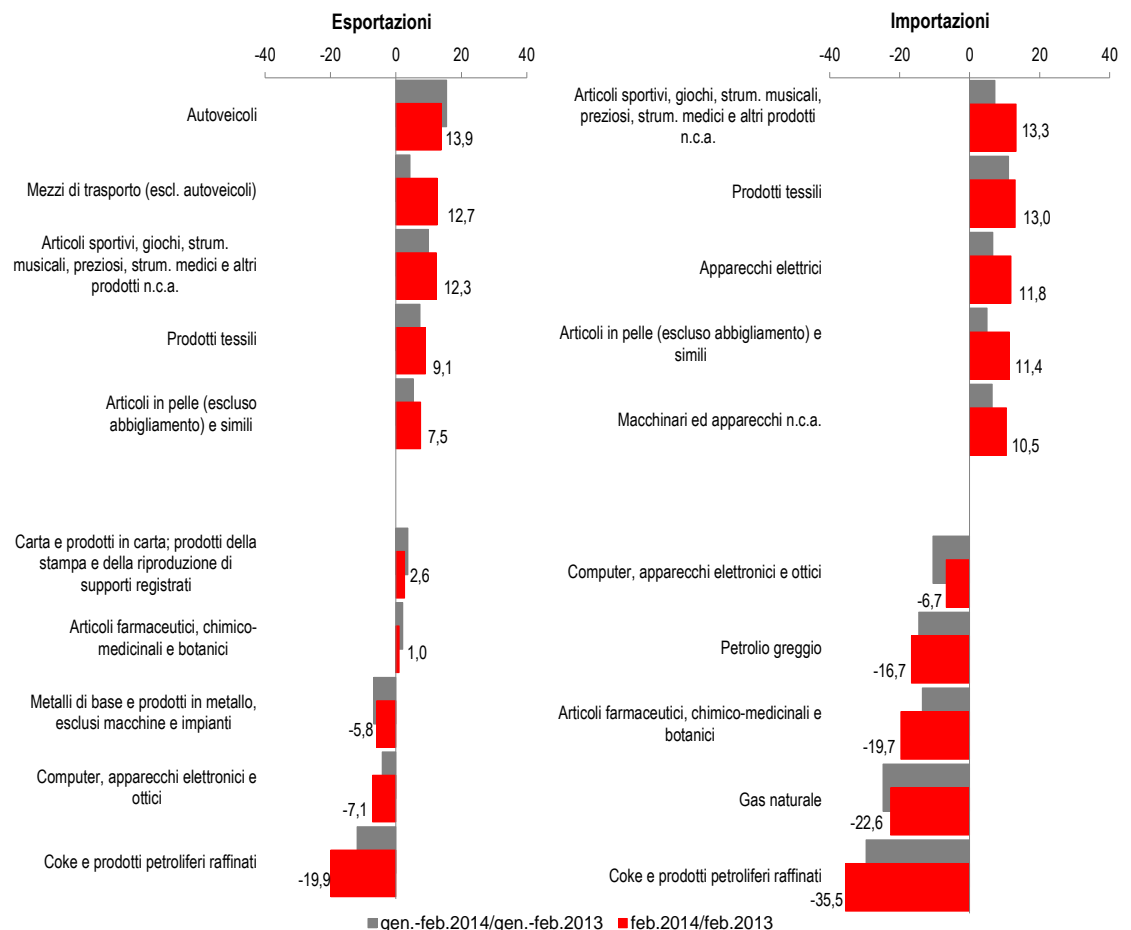 Esportazioni
-40 -20 0 20 40
Autoveicoli
13,9
Mezzi di trasporto (escl. autoveicoli)
12,7
Articoli sportivi, giochi, strum.
musicali, preziosi, strum. medici e altri
prodotti n.c.a.
12,3
Prodotti tessili
9,1
Articoli in pelle (escluso
abbigliamento) e simili
7,5
Carta e prodotti in carta; prodotti della
stampa e della riproduzione di
supporti registrati
2,6
Articoli farmaceutici, chimico-
medicinali e botanici
1,0
Metalli di base e prodotti in metallo,
esclusi macchine e impianti
-5,8
Computer, apparecchi elettronici e
ottici
-7,1
Coke e prodotti petroliferi raffinati
-19,9
Importazioni
-40 -20 0 20 40
Articoli sportivi, giochi, strum. musicali,
preziosi, strum. medici e altri prodotti
n.c.a.
13,3
Prodotti tessili
13,0
Apparecchi elettrici
11,8
Articoli in pelle (escluso abbigliamento) e
simili
11,4
Macchinari ed apparecchi n.c.a.
10,5
Computer, apparecchi elettronici e ottici
-6,7
Petrolio greggio
-16,7
Articoli farmaceutici, chimico-medicinali e
botanici
-19,7
Gas naturale
-22,6
Coke e prodotti petroliferi raffinati
-35,5
gen.-feb.2014/gen.-feb.2013 feb.2014/feb.2013